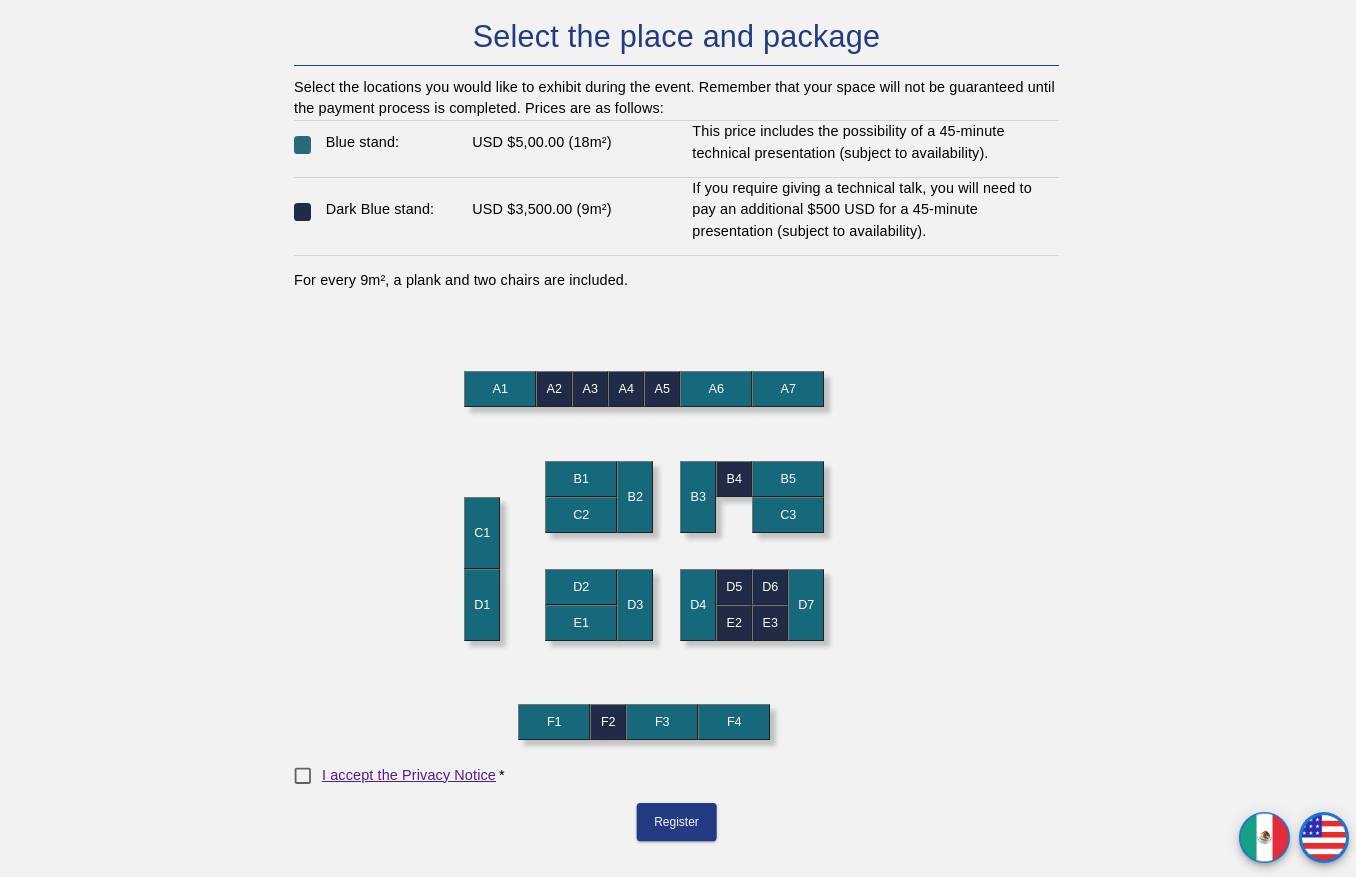 Select the place and package
Select the locations you would like to exhibit during the event. Remember that your space will not be guaranteed until
the payment process is completed. Prices are as follows:
Blue stand: USD $5,00.00 (18m²) This price includes the possibility of a 45-minute
technical presentation (subject to availability).
Dark Blue stand: USD $3,500.00 (9m²) If you require giving a technical talk, you will need to
pay an additional $500 USD for a 45-minute
presentation (subject to availability).
For every 9m², a plank and two chairs are included.
A1 A2 A3 A4 A5 A6 A7
B1 B2 B3 B4 B5
C1 C2 C3
D1 D2 D3 D4 D5 D6 D7
E1 E2 E3
F1 F2 F3 F4
I accept the Privacy Notice *
Register